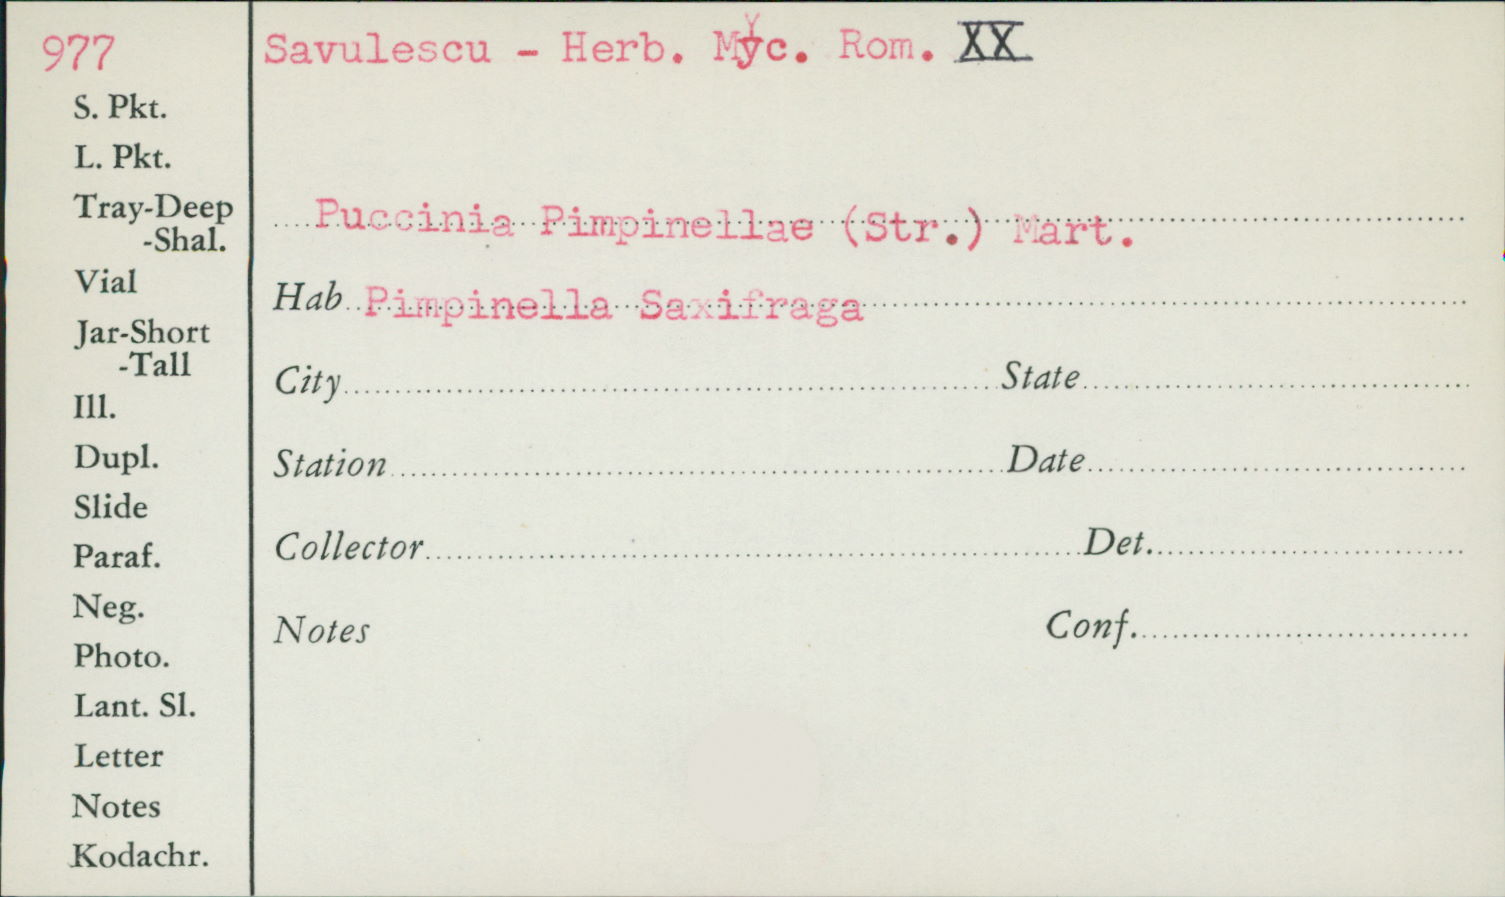 977
Savulescu - Herb. Myc. Rom. XX
S. Pkt.
L. Pkt.
Tray-Deep
-Shal.
Vial
Jar-Short
-Tall
Ill.
Dupl.
Slide
Paraf.
Neg.
Photo.
Lant. Sl.
Letter
Notes
Kodachr.
Puccinia Pimpinellae (Str.) Mart.
Hab Pimpinella Saxifraga
City State
Station Date
Collector Det.
Notes Conf.